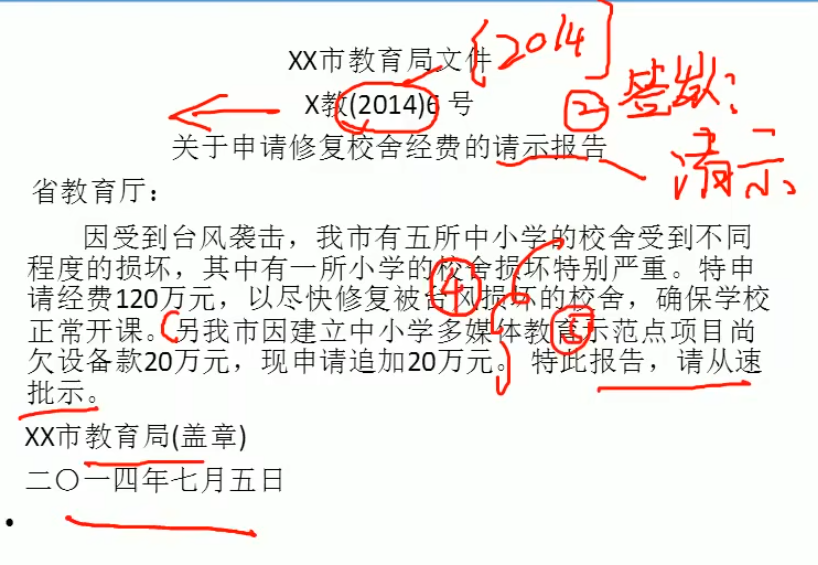 XX市教育局文件
〔2014〕
X教(2014)6 号
② 签发:
关于申请修复校舍经费的请示报告
请示
省教育厅：
因受到台风袭击，我市有五所中小学的校舍受到不同
程度的损坏，其中有一所小学的校舍损坏特别严重。特申
请经费120万元，以尽快修复被台风损坏的校舍，确保学校
④
正常开课。另我市因建立中小学多媒体教育示范点项目尚
欠设备款20万元，现申请追加20万元。 特此报告，请从速
批示。
XX市教育局(盖章)
二〇一四年七月五日